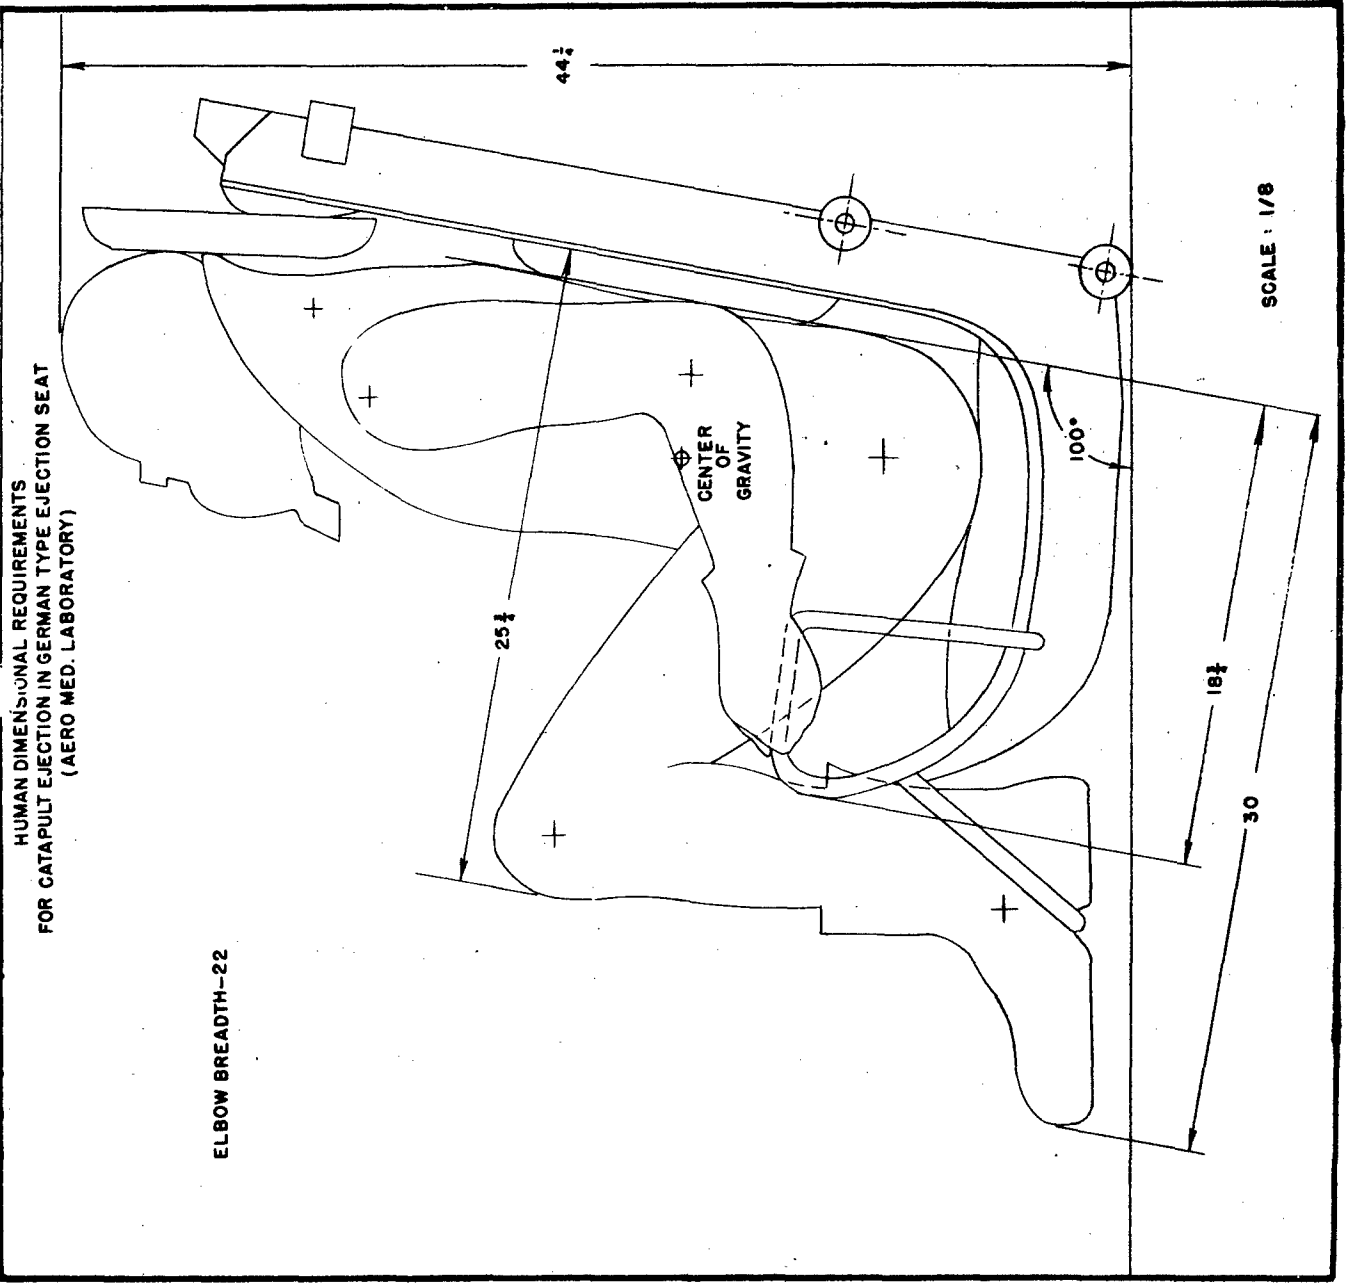 HUMAN DIMENSIONAL REQUIREMENTS
FOR CATAPULT EJECTION IN GERMAN TYPE EJECTION SEAT
(AERO MED. LABORATORY)
44¼
25¾
CENTER
OF
GRAVITY
100°
18¾
30
ELBOW BREADTH-22
SCALE : 1/8